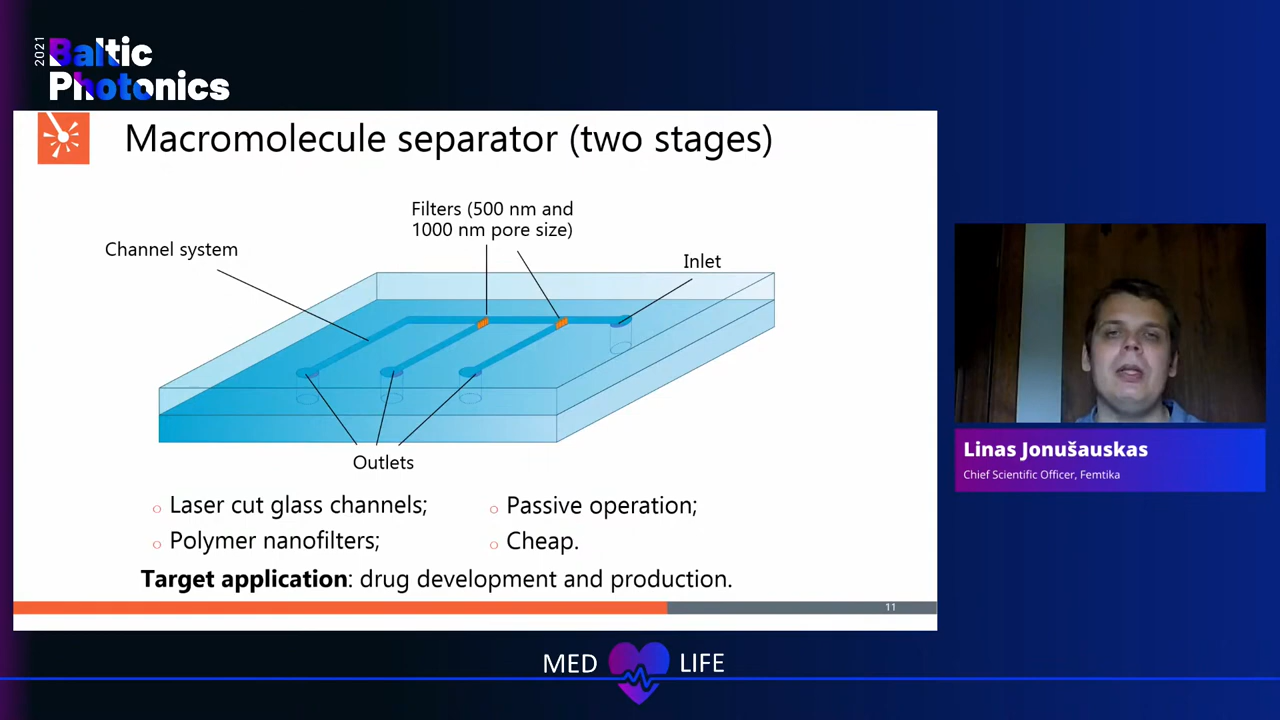 2021
Baltic
Photonics
Macromolecule separator (two stages)
Filters (500 nm and
1000 nm pore size)
Channel system
Inlet
Outlets
Laser cut glass channels;
Polymer nanofilters;
Passive operation;
Cheap.
Target application: drug development and production.
11
Linas Jonušauskas
Chief Scientific Officer, Femtika
MED LIFE